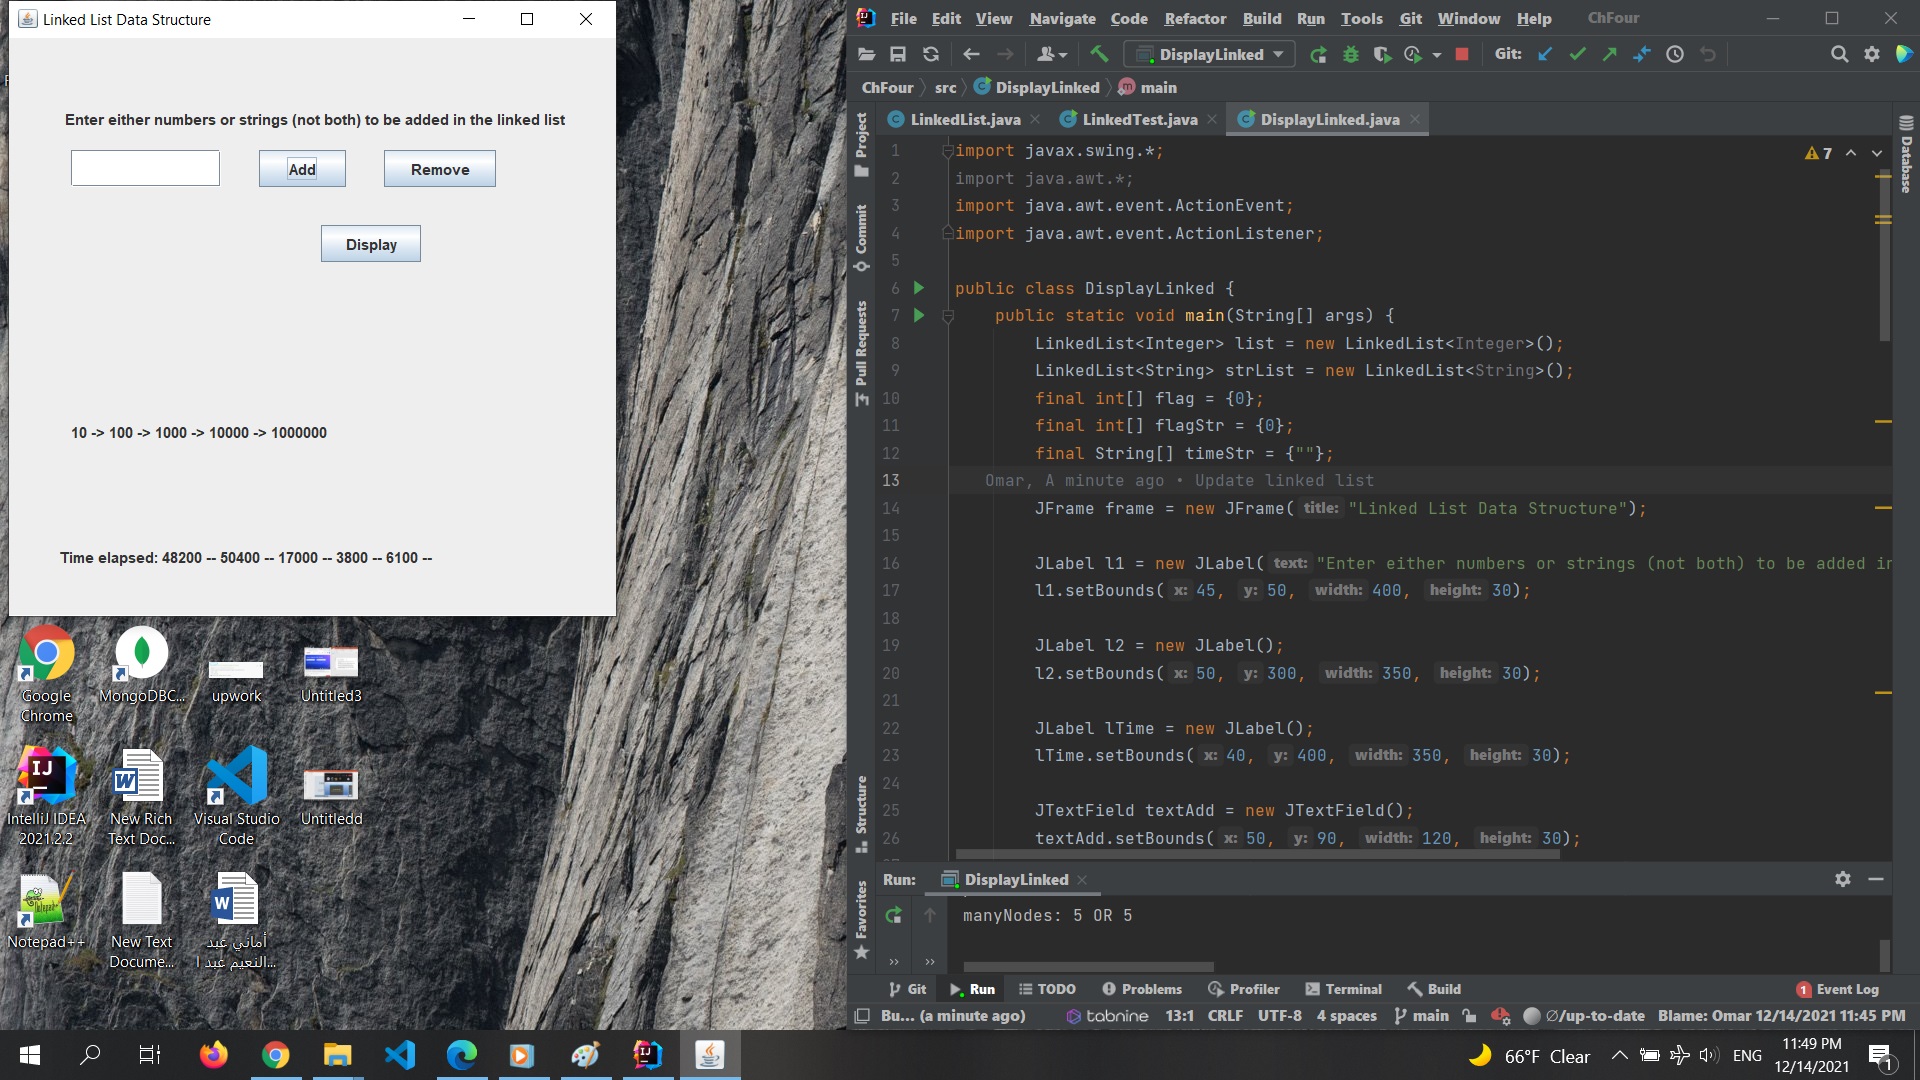 Linked List Data Structure
Enter either numbers or strings (not both) to be added in the linked list
Add
Remove
Display
10 -> 100 -> 1000 -> 10000 -> 1000000
Time elapsed: 48200 -- 50400 -- 17000 -- 3800 -- 6100 --
Google Chrome
MongoDBC...
upwork
Untitled3
IntelliJ IDEA 2021.2.2
New Rich Text Doc...
Visual Studio Code
Untitledd
Notepad++
New Text Docume...
أماني عبد النعيم عبد ا...
File Edit View Navigate Code Refactor Build Run Tools Git Window Help ChFour
DisplayLinked Git:
ChFour src DisplayLinked main
LinkedList.java LinkedTest.java DisplayLinked.java
Project
Commit
Pull Requests
Structure
Favorites
Database
7
1 import javax.swing.*;
2 import java.awt.*;
3 import java.awt.event.ActionEvent;
4 import java.awt.event.ActionListener;
5
6 public class DisplayLinked {
7 public static void main(String[] args) {
8 LinkedList<Integer> list = new LinkedList<Integer>();
9 LinkedList<String> strList = new LinkedList<String>();
10 final int[] flag = {0};
11 final int[] flagStr = {0};
12 final String[] timeStr = {""};
13 Omar, A minute ago • Update linked list
14 JFrame frame = new JFrame( title: "Linked List Data Structure");
15
16 JLabel l1 = new JLabel( text: "Enter either numbers or strings (not both) to be added in
17 l1.setBounds( x: 45, y: 50, width: 400, height: 30);
18
19 JLabel l2 = new JLabel();
20 l2.setBounds( x: 50, y: 300, width: 350, height: 30);
21
22 JLabel lTime = new JLabel();
23 lTime.setBounds( x: 40, y: 400, width: 350, height: 30);
24
25 JTextField textAdd = new JTextField();
26 textAdd.setBounds( x: 50, y: 90, width: 120, height: 30);
Run: DisplayLinked
manyNodes: 5 OR 5
Git Run TODO Problems Profiler Terminal Build 1 Event Log
Bu... (a minute ago) tabnine 13:1 CRLF UTF-8 4 spaces main Ø/up-to-date Blame: Omar 12/14/2021 11:45 PM
66°F Clear ENG 11:49 PM
12/14/2021
1